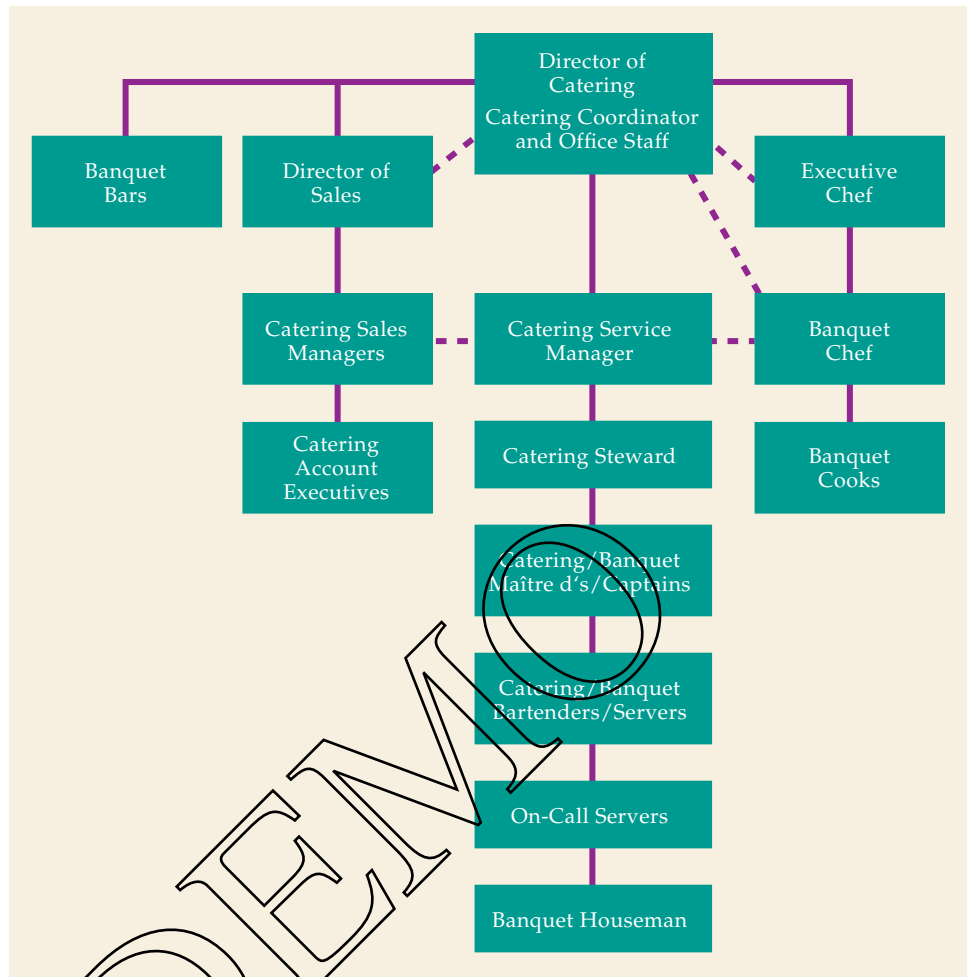 Director of
Catering
Catering Coordinator
and Office Staff
Banquet
Bars
Director of
Sales
Executive
Chef
Catering Sales
Managers
Catering Service
Manager
Banquet
Chef
Catering
Account
Executives
Catering Steward
Banquet
Cooks
Catering/Banquet
Maître d‘s/Captains
Catering/Banquet
Bartenders/Servers
On-Call Servers
Banquet Houseman
EMO